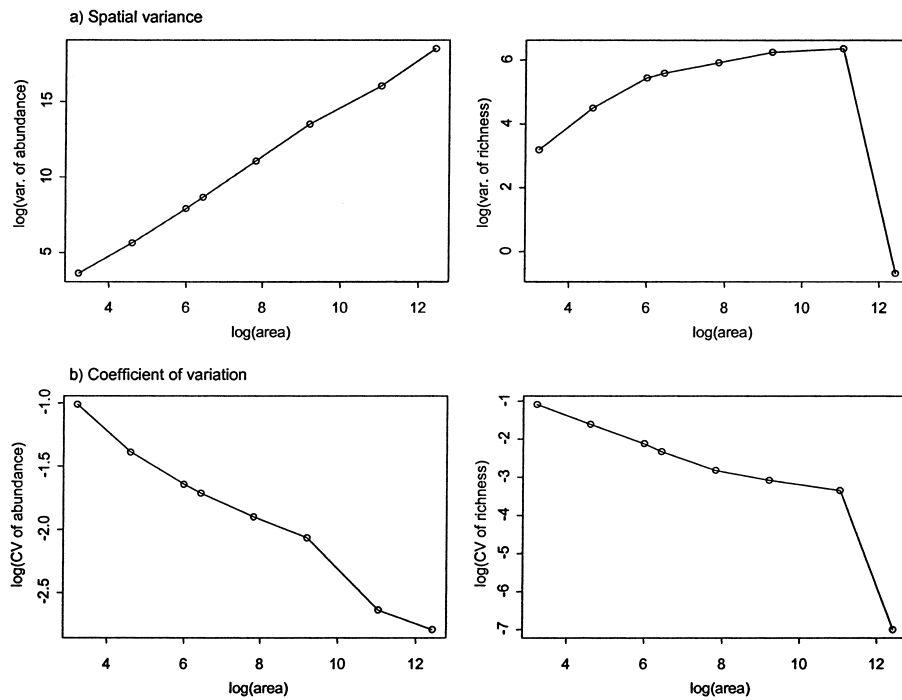 a) Spatial variance
log(var. of abundance)
15
10
5
4 6 8 10 12
log(area)
log(var. of richness)
6
4
2
0
4 6 8 10 12
log(area)
b) Coefficient of variation
log(CV of abundance)
-1.0
-1.5
-2.0
-2.5
4 6 8 10 12
log(area)
log(CV of richness)
-1
-2
-3
-4
-5
-6
-7
4 6 8 10 12
log(area)